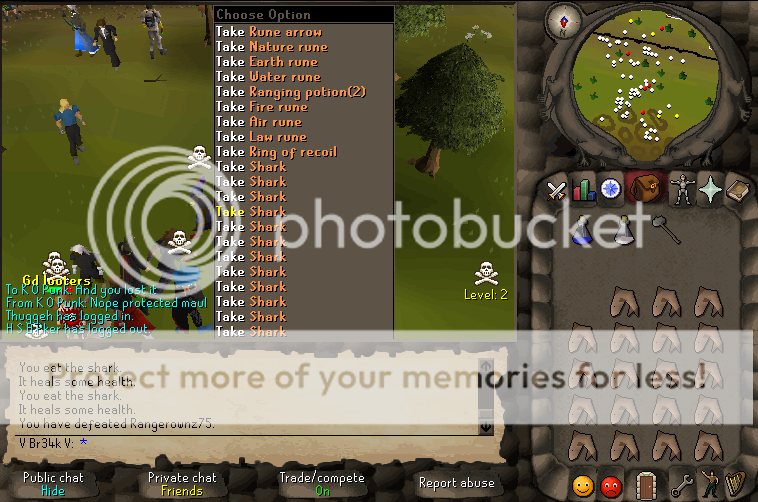 Choose Option
Take Rune arrow
Take Nature rune
Take Earth rune
Take Water rune
Take Ranging potion(2)
Take Fire rune
Take Air rune
Take Law rune
Take Ring of recoil
Take Shark
Take Shark
Take Shark
Take Shark
Take Shark
Take Shark
Take Shark
Take Shark
Take Shark
Take Shark
Take Shark
Take Shark
N
photobucket
Gd looters
To K O Punk: And you lost it
From K O Punk: Nope protected maul
Thuggeh has logged in.
has logged out.
Level: 2
Protect more of your memories for less!
You eat the shark.
It heals some health.
You eat the shark.
It heals some health.
You have defeated Rangerownz75.
V Br34k V: *
Public chat
Hide
Private chat
Friends
Trade/compete
On
Report abuse